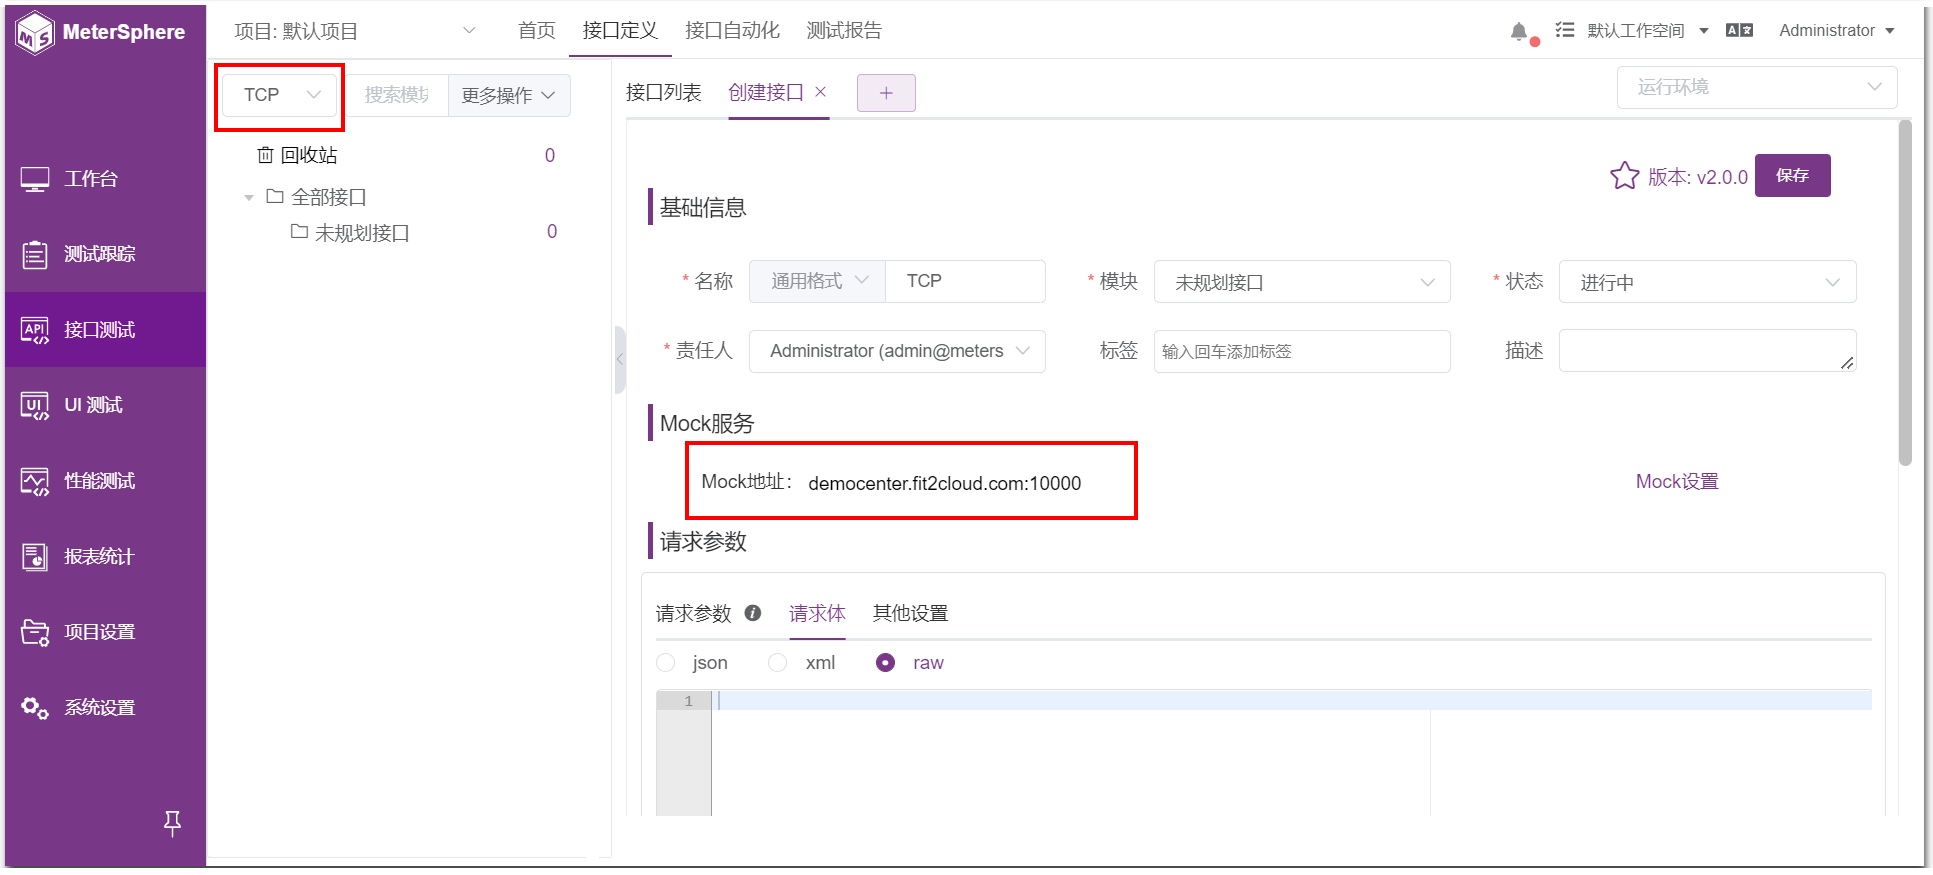 MeterSphere
项目: 默认项目
首页
接口定义
接口自动化
测试报告
默认工作空间
Administrator
TCP
搜索模块
更多操作
接口列表
创建接口
+
运行环境
回收站
0
全部接口
未规划接口
0
工作台
测试跟踪
接口测试
UI 测试
性能测试
报表统计
项目设置
系统设置
版本: v2.0.0
保存
基础信息
* 名称
通用格式
TCP
* 模块
未规划接口
* 状态
进行中
* 责任人
Administrator (admin@meters
标签
输入回车添加标签
描述
Mock服务
Mock地址：
democenter.fit2cloud.com:10000
Mock设置
请求参数
请求参数
请求体
其他设置
json
xml
raw
1